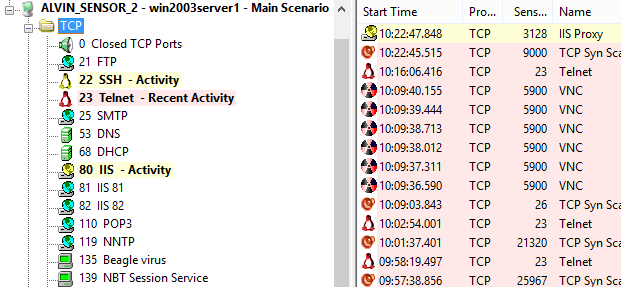 ALVIN_SENSOR_2 - win2003server1 - Main Scenario
TCP
0 Closed TCP Ports
21 FTP
22 SSH - Activity
23 Telnet - Recent Activity
25 SMTP
53 DNS
68 DHCP
80 IIS - Activity
81 IIS 81
82 IIS 82
110 POP3
119 NNTP
135 Beagle virus
139 NBT Session Service
Start Time Pro... Sens... Name
10:22:47.848 TCP 3128 IIS Proxy
10:22:45.515 TCP 9000 TCP Syn Sca
10:16:06.416 TCP 23 Telnet
10:09:40.155 TCP 5900 VNC
10:09:39.444 TCP 5900 VNC
10:09:38.713 TCP 5900 VNC
10:09:38.012 TCP 5900 VNC
10:09:37.311 TCP 5900 VNC
10:09:36.590 TCP 5900 VNC
10:09:03.843 TCP 26 TCP Syn Sca
10:02:54.001 TCP 23 Telnet
10:01:37.401 TCP 21320 TCP Syn Sca
09:58:19.497 TCP 23 Telnet
09:57:38.856 TCP 25967 TCP Syn Sca